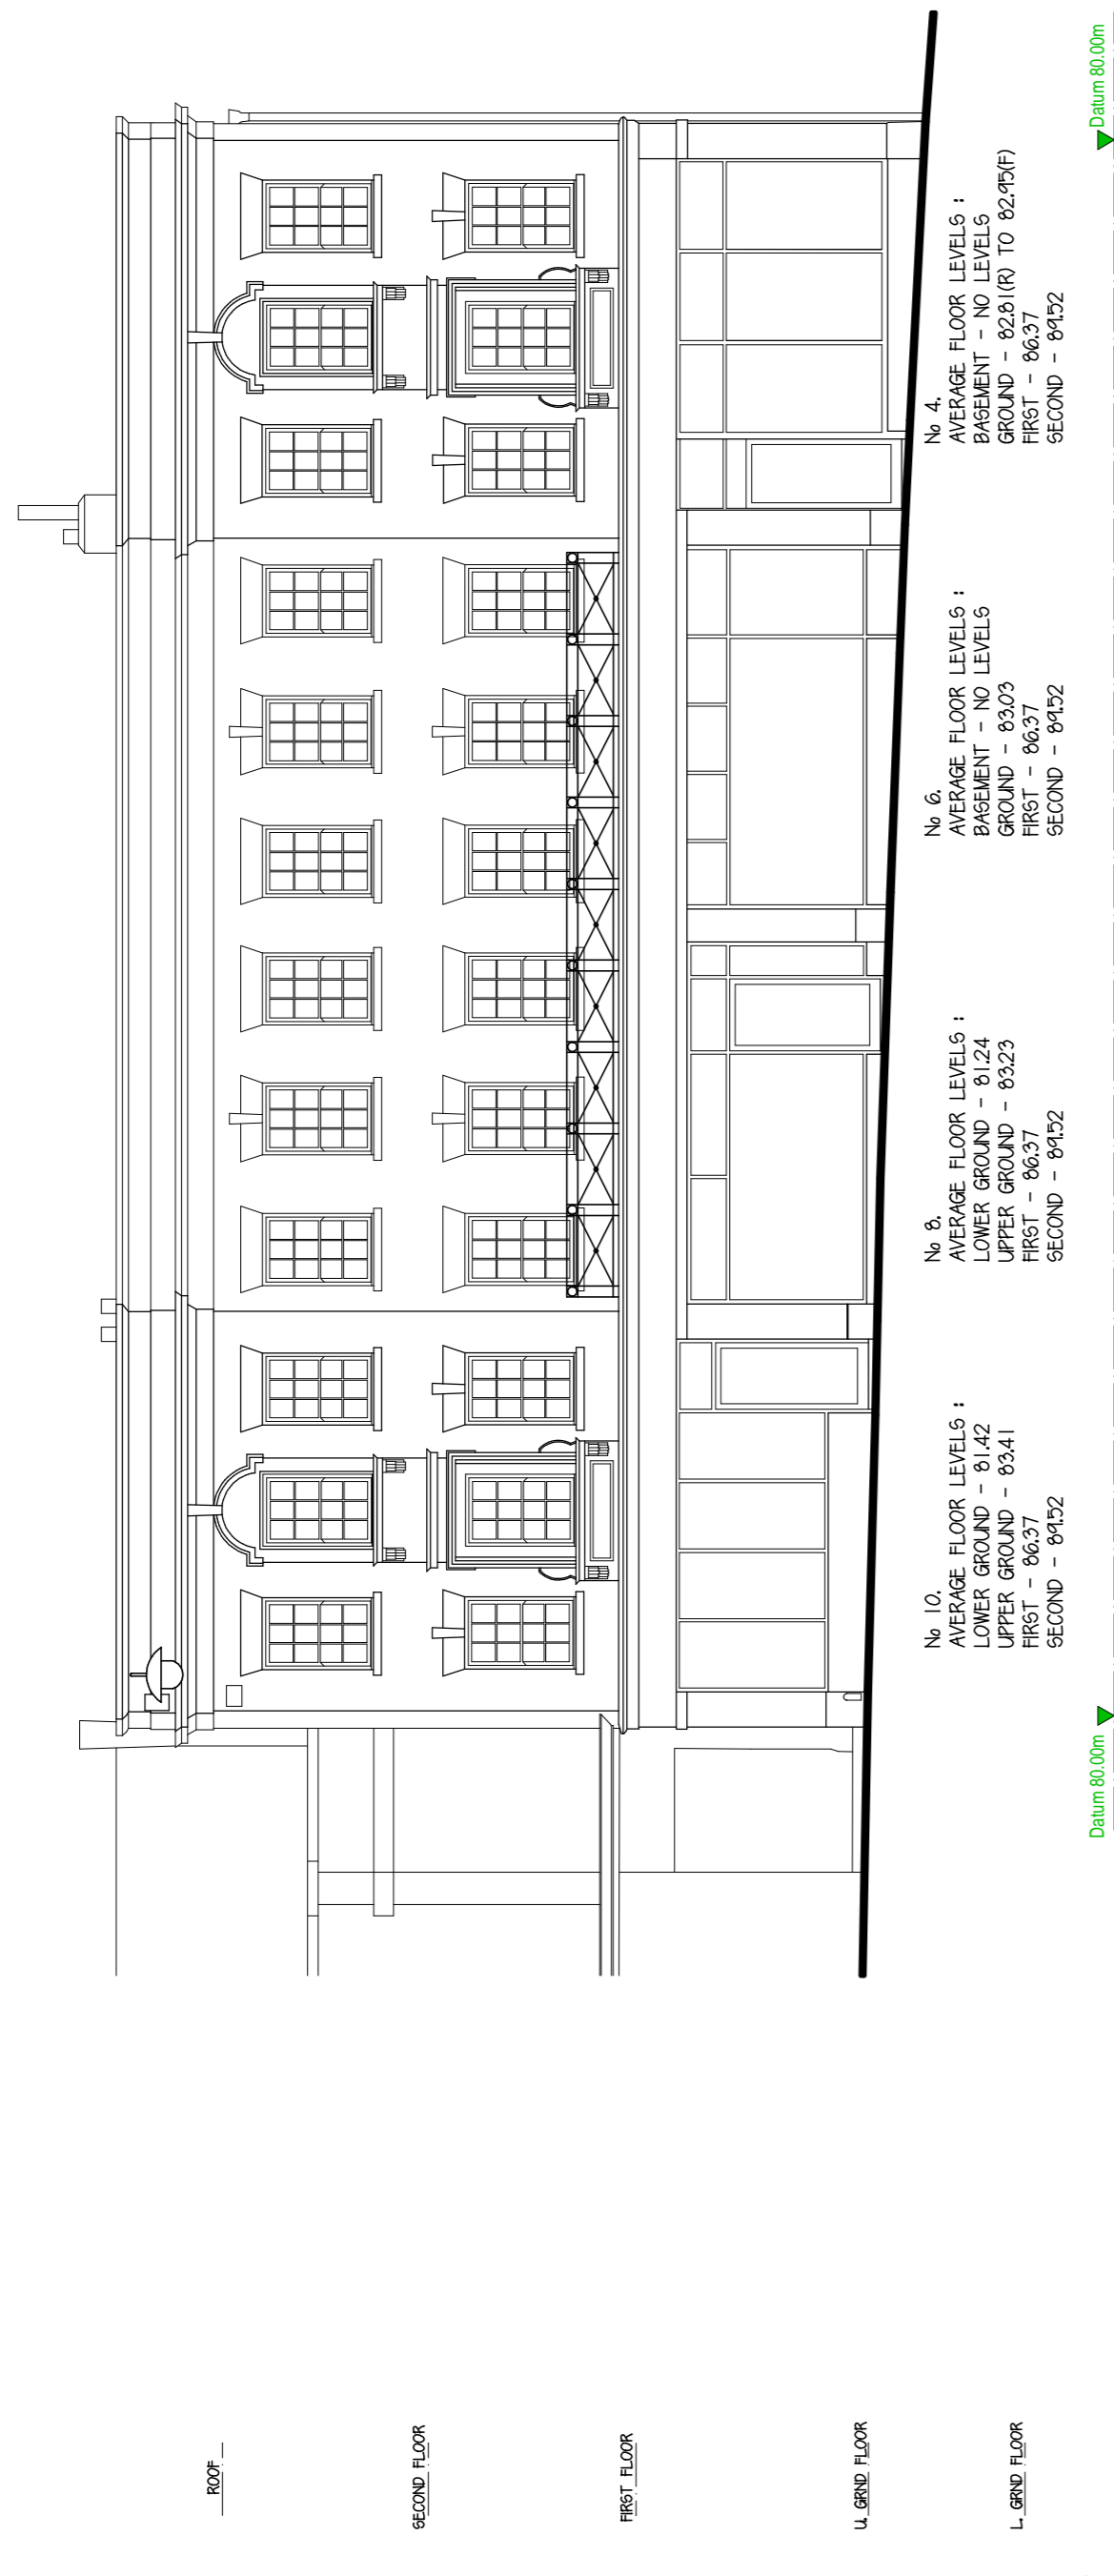 ROOF
SECOND FLOOR
FIRST FLOOR
U. GRND FLOOR
L. GRND FLOOR
No 10.
AVERAGE FLOOR LEVELS :
LOWER GROUND - 81.42
UPPER GROUND - 83.41
FIRST - 86.37
SECOND - 89.52
No 8.
AVERAGE FLOOR LEVELS :
LOWER GROUND - 81.24
UPPER GROUND - 83.23
FIRST - 86.37
SECOND - 89.52
No 6.
AVERAGE FLOOR LEVELS :
BASEMENT - NO LEVELS
GROUND - 83.03
FIRST - 86.37
SECOND - 89.52
No 4.
AVERAGE FLOOR LEVELS :
BASEMENT - NO LEVELS
GROUND - 82.81(R) TO 82.95(F)
FIRST - 86.37
SECOND - 89.52
Datum 80.00m
Datum 80.00m